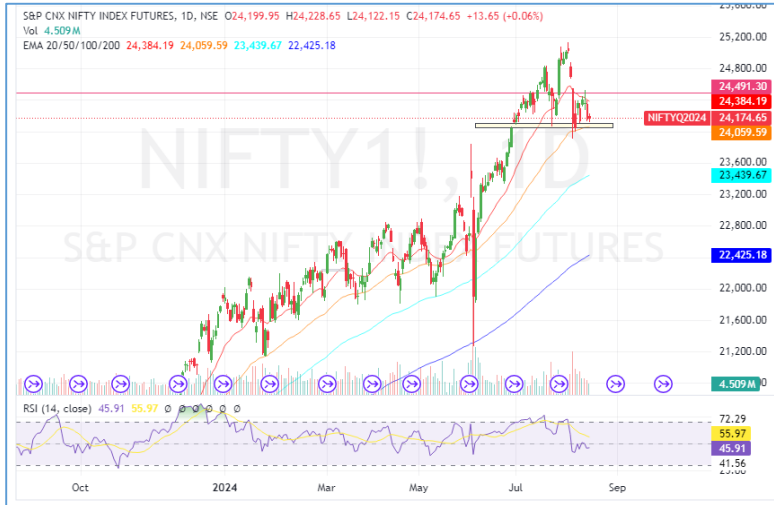 S&P CNX NIFTY INDEX FUTURES, 1D, NSE O24,199.95 H24,228.65 L24,122.15 C24,174.65 +13.65 (+0.06%)
Vol 4.509M
EMA 20/50/100/200 24,384.19 24,059.59 23,439.67 22,425.18
NIFTY1!, 1D
S&P CNX NIFTY INDEX FUTURES
25,200.00
24,800.00
24,491.30
24,384.19
NIFTYQ2024 24,174.65
24,059.59
23,600.00
23,439.67
23,200.00
22,800.00
22,425.18
22,000.00
21,600.00
21,200.00
4.509M
RSI (14, close) 45.91 55.97 Ø Ø Ø Ø Ø Ø
72.29
55.97
45.91
41.56
Oct 2024 Mar May Jul Sep